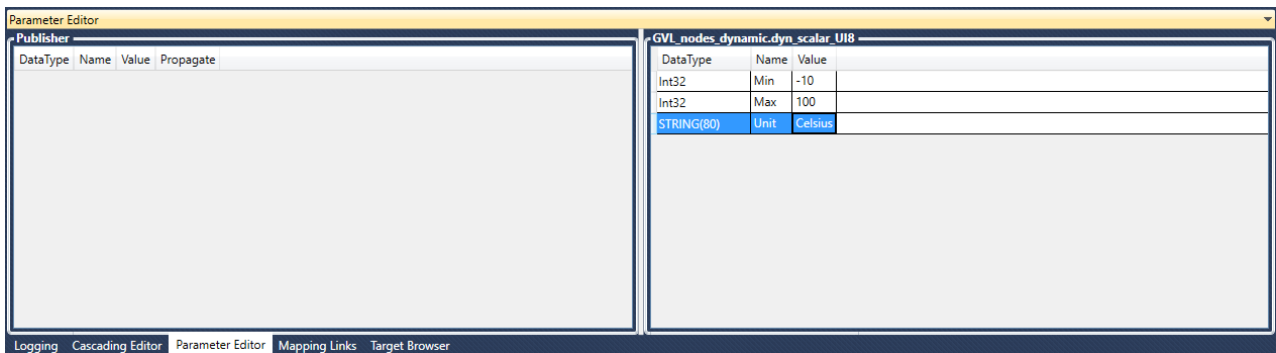 Parameter Editor
Publisher
DataType Name Value Propagate
GVL_nodes_dynamic.dyn_scalar_UI8
DataType Name Value
Int32 Min -10
Int32 Max 100
STRING(80) Unit Celsius
Logging Cascading Editor Parameter Editor Mapping Links Target Browser